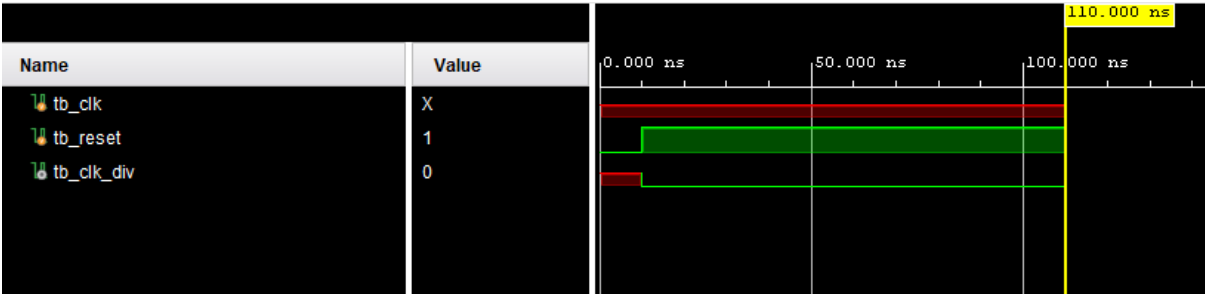 110.000 ns
Name
Value
0.000 ns
50.000 ns
100.000 ns
tb_clk
X
tb_reset
1
tb_clk_div
0